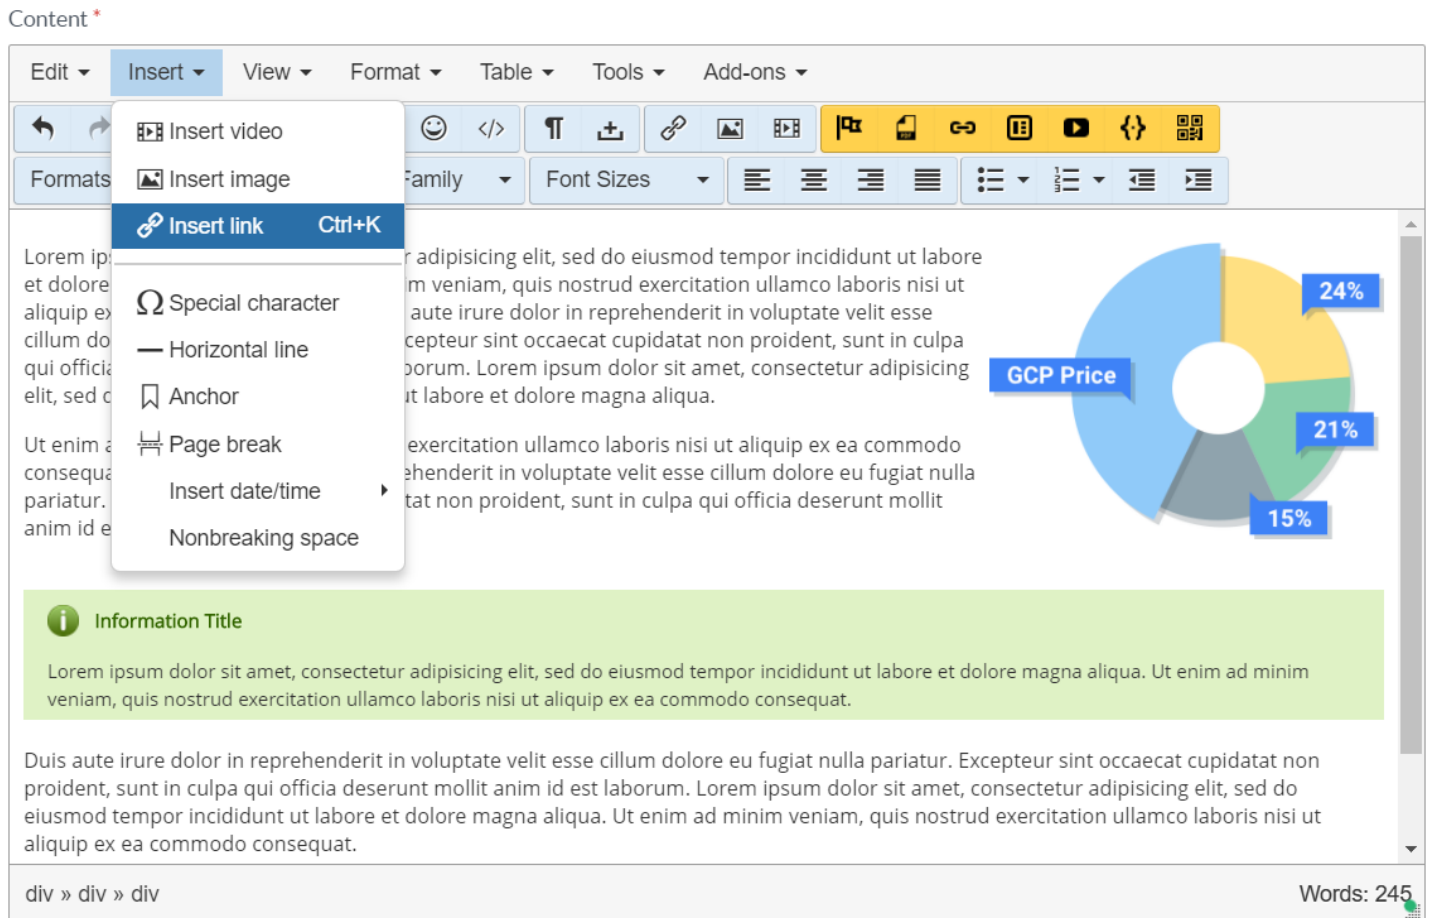 Content *
Edit Insert View Format Table Tools Add-ons
Insert video
Insert image
Insert link Ctrl+K
Special character
Horizontal line
Anchor
Page break
Insert date/time
Nonbreaking space
Formats Family Font Sizes
Lorem adipisicing elit, sed do eiusmod tempor incididunt ut labore
et dolore veniam, quis nostrud exercitation ullamco laboris nisi ut
aliquip aute irure dolor in reprehenderit in voluptate velit esse
cillum sint occaecat cupidatat non proident, sunt in culpa
qui Lorem ipsum dolor sit amet, consectetur adipisicing
elit, sed labore et dolore magna aliqua.
Ut enim exercitation ullamco laboris nisi ut aliquip ex ea commodo
in voluptate velit esse cillum dolore eu fugiat nulla
pariatur. non proident, sunt in culpa qui officia deserunt mollit
anim id
GCP Price
24%
21%
15%
Information Title
Lorem ipsum dolor sit amet, consectetur adipisicing elit, sed do eiusmod tempor incididunt ut labore et dolore magna aliqua. Ut enim ad minim
veniam, quis nostrud exercitation ullamco laboris nisi ut aliquip ex ea commodo consequat.
Duis aute irure dolor in reprehenderit in voluptate velit esse cillum dolore eu fugiat nulla pariatur. Excepteur sint occaecat cupidatat non
proident, sunt in culpa qui officia deserunt mollit anim id est laborum. Lorem ipsum dolor sit amet, consectetur adipisicing elit, sed do
eiusmod tempor incididunt ut labore et dolore magna aliqua. Ut enim ad minim veniam, quis nostrud exercitation ullamco laboris nisi ut
aliquip ex ea commodo consequat.
div » div » div
Words: 245